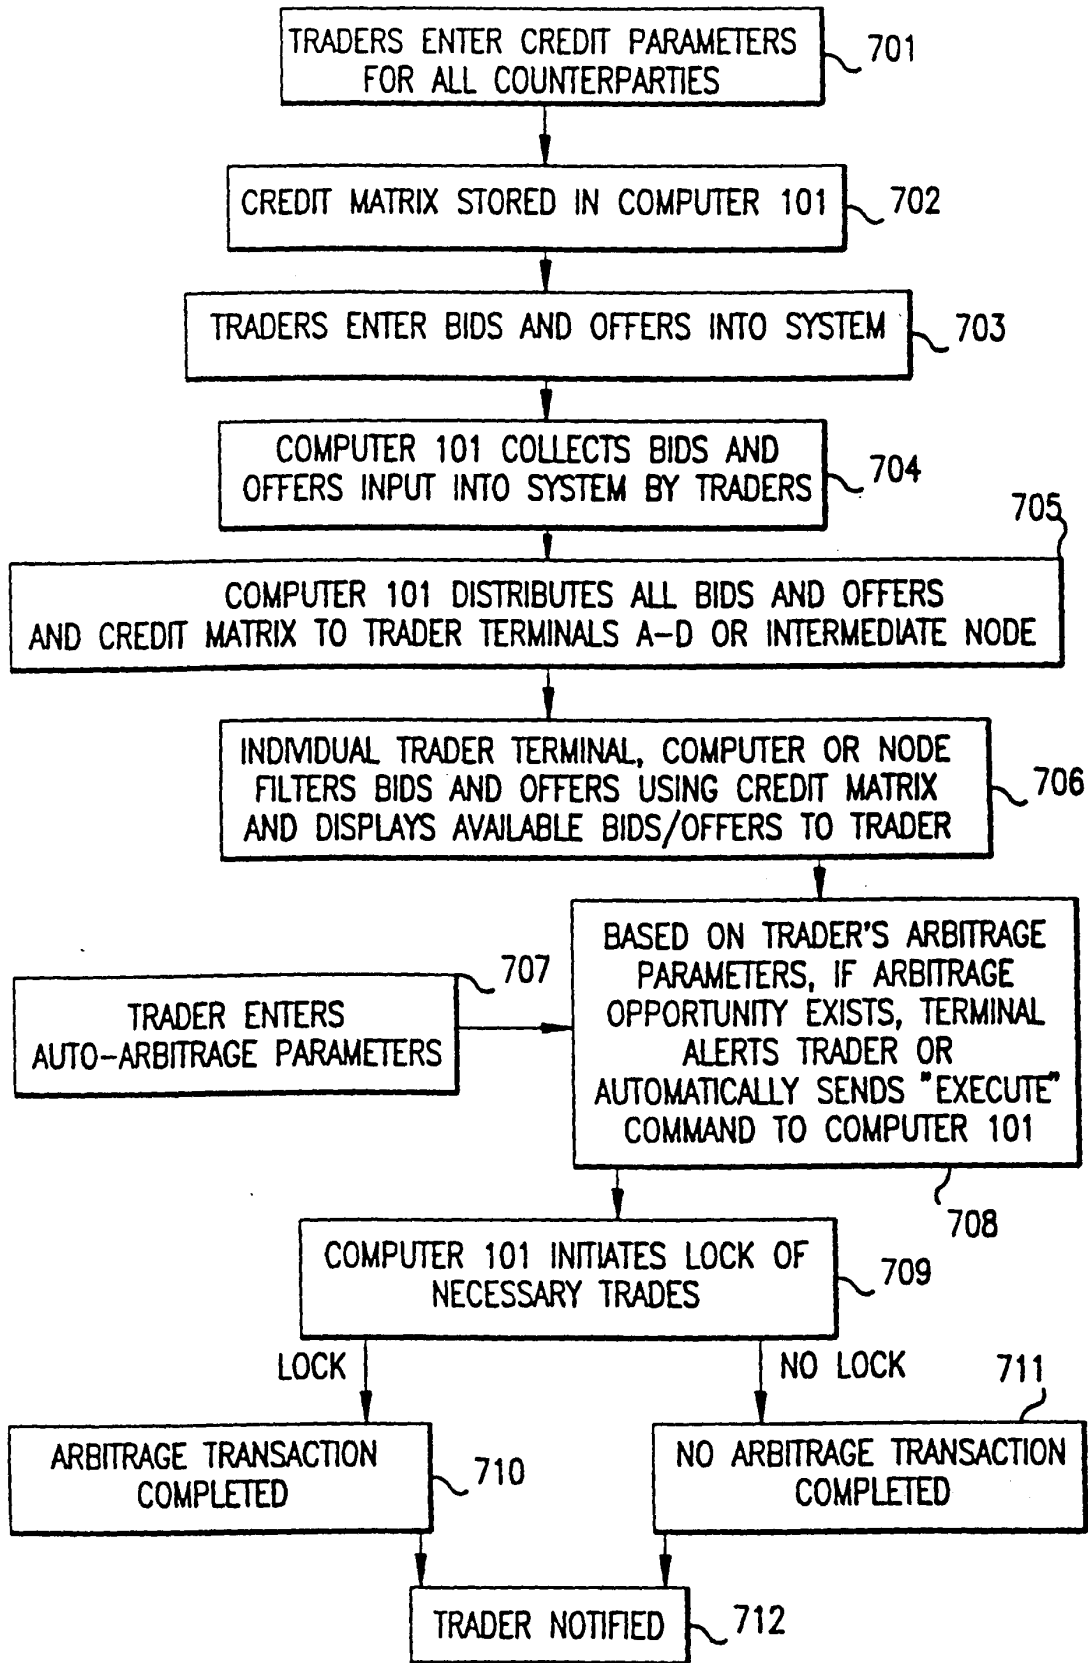 TRADERS ENTER CREDIT PARAMETERS
FOR ALL COUNTERPARTIES
701
CREDIT MATRIX STORED IN COMPUTER 101
702
TRADERS ENTER BIDS AND OFFERS INTO SYSTEM
703
COMPUTER 101 COLLECTS BIDS AND
OFFERS INPUT INTO SYSTEM BY TRADERS
704
705
COMPUTER 101 DISTRIBUTES ALL BIDS AND OFFERS
AND CREDIT MATRIX TO TRADER TERMINALS A-D OR INTERMEDIATE NODE
INDIVIDUAL TRADER TERMINAL, COMPUTER OR NODE
FILTERS BIDS AND OFFERS USING CREDIT MATRIX
AND DISPLAYS AVAILABLE BIDS/OFFERS TO TRADER
706
707
TRADER ENTERS
AUTO-ARBITRAGE PARAMETERS
BASED ON TRADER'S ARBITRAGE
PARAMETERS, IF ARBITRAGE
OPPORTUNITY EXISTS, TERMINAL
ALERTS TRADER OR
AUTOMATICALLY SENDS "EXECUTE"
COMMAND TO COMPUTER 101
708
COMPUTER 101 INITIATES LOCK OF
NECESSARY TRADES
709
LOCK
NO LOCK
711
ARBITRAGE TRANSACTION
COMPLETED
710
NO ARBITRAGE TRANSACTION
COMPLETED
TRADER NOTIFIED
712